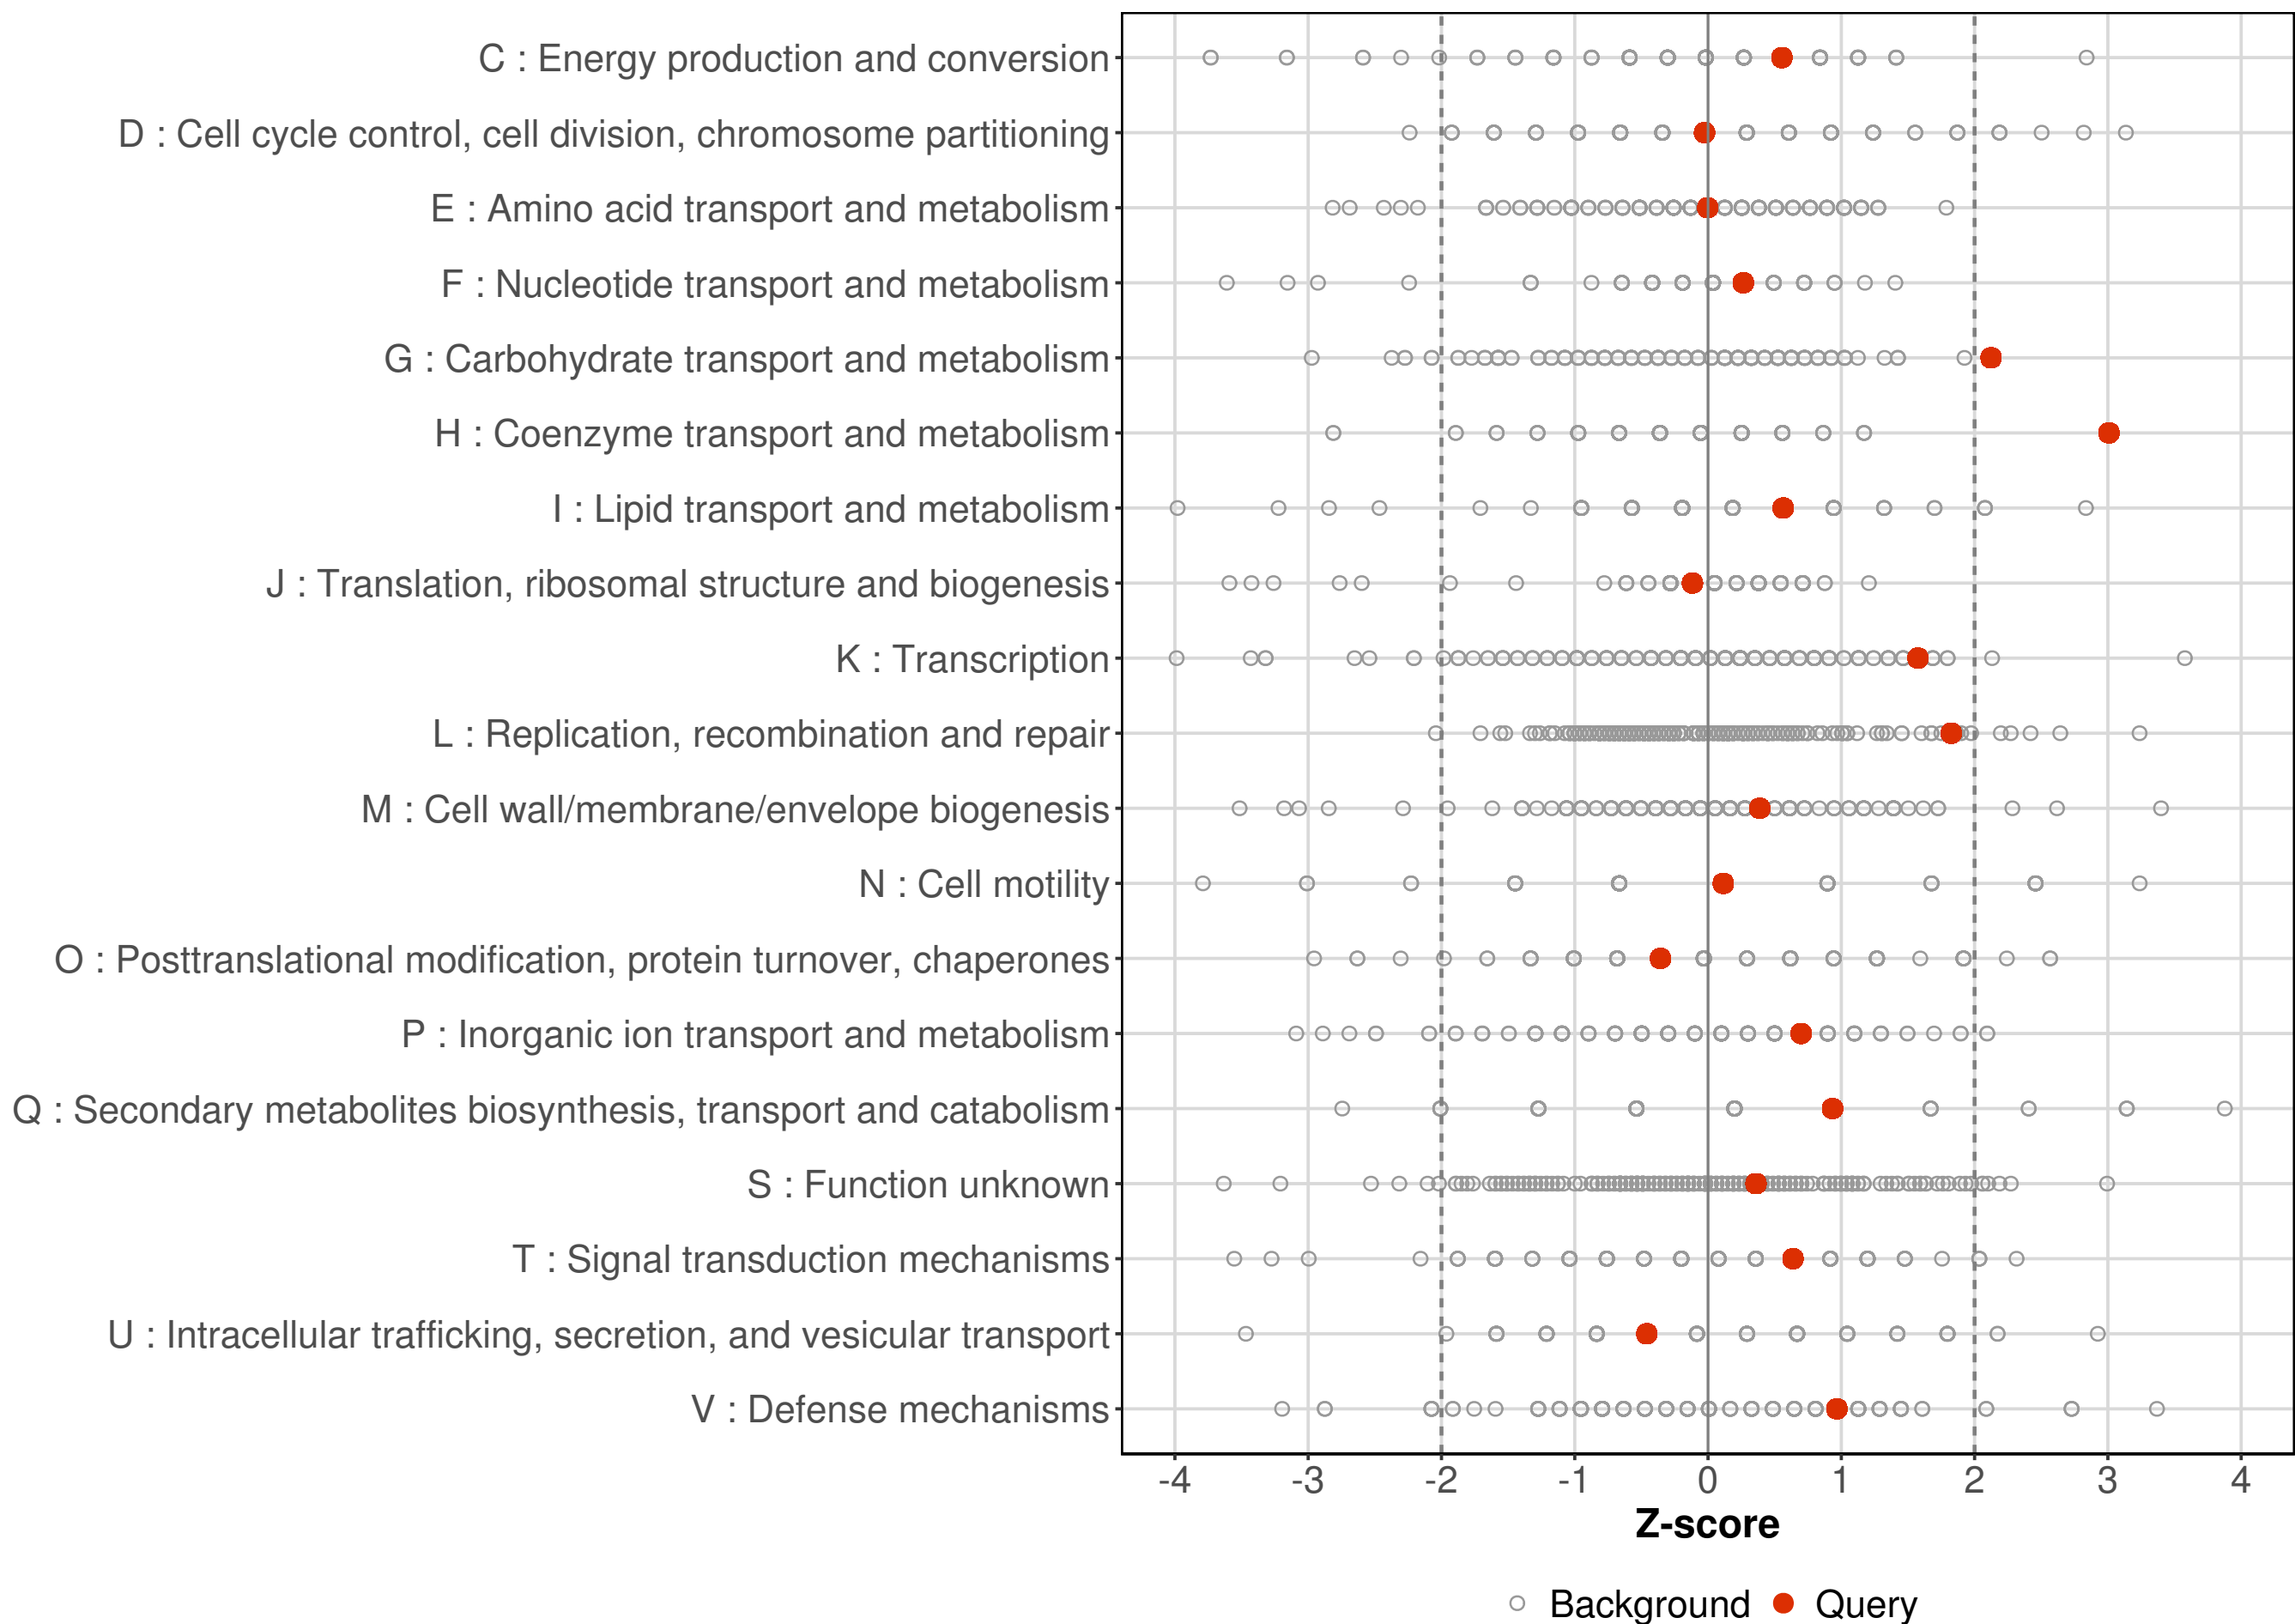 C : Energy production and conversion
D : Cell cycle control, cell division, chromosome partitioning
E : Amino acid transport and metabolism
F : Nucleotide transport and metabolism
G : Carbohydrate transport and metabolism
H : Coenzyme transport and metabolism
I : Lipid transport and metabolism
J : Translation, ribosomal structure and biogenesis
K : Transcription
L : Replication, recombination and repair
M : Cell wall/membrane/envelope biogenesis
N : Cell motility
O : Posttranslational modification, protein turnover, chaperones
P : Inorganic ion transport and metabolism
Q : Secondary metabolites biosynthesis, transport and catabolism
S : Function unknown
T : Signal transduction mechanisms
U : Intracellular trafficking, secretion, and vesicular transport
V : Defense mechanisms
-4 -3 -2 -1 0 1 2 3 4
Z-score
Background Query